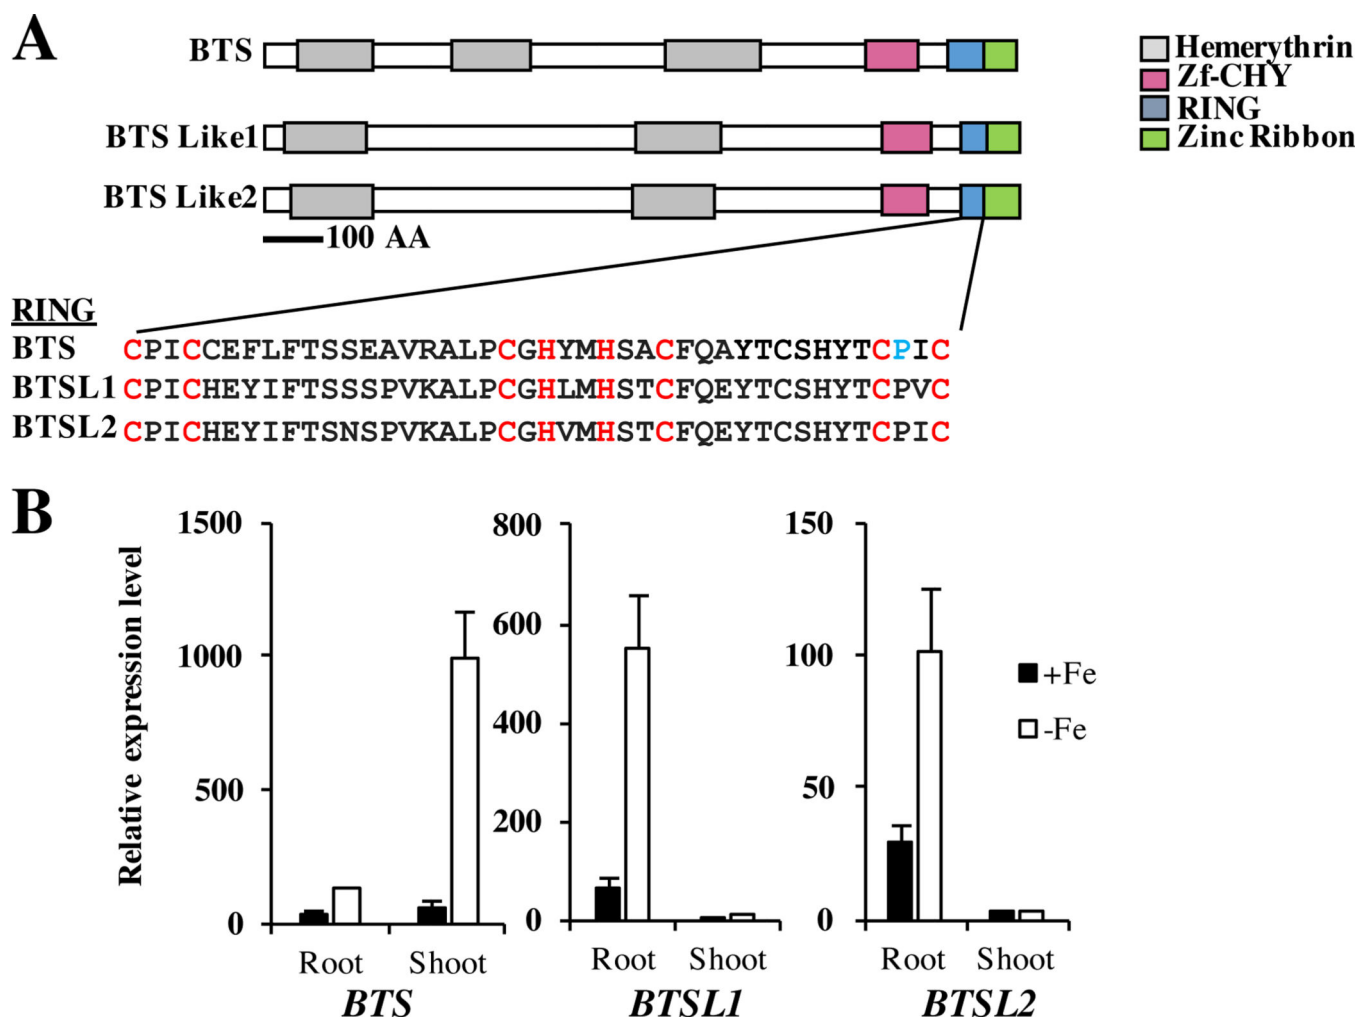 A
BTS
BTS Like1
BTS Like2
100 AA
Hemerythrin
Zf-CHY
RING
Zinc Ribbon
RING
BTS CPICCEFLFTSSEAVRALPCGHYMHSACFQAYTCSHYTCPIC
BTSL1 CPICHEYIFTSSPVKALPCGHLMHSTCFQEYTCSHYTCPVC
BTSL2 CPICHEYIFTSNSPVKALPCGHVMHSTCFQEYTCSHYTCPIC
B
Relative expression level
1500
1000
500
0
Root Shoot
BTS
800
600
400
200
0
Root Shoot
BTSL1
150
100
50
0
Root Shoot
BTSL2
+Fe
-Fe